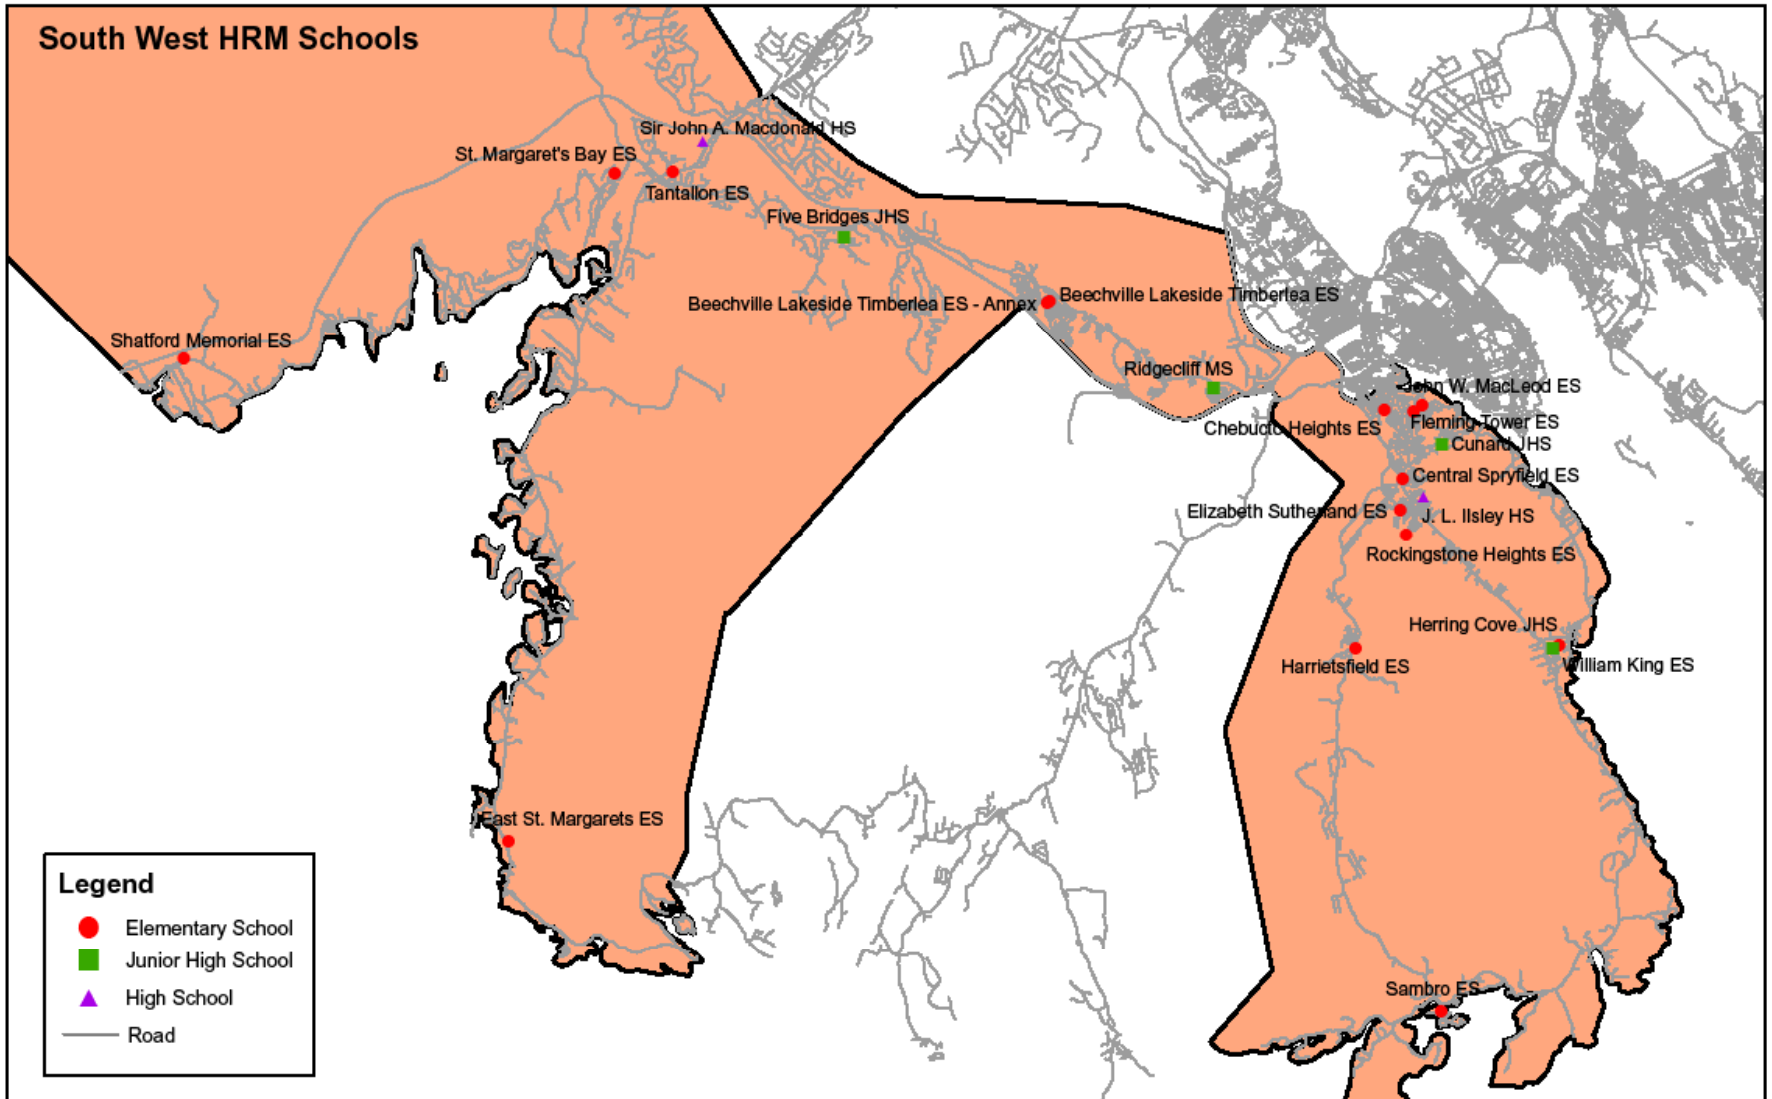 South West HRM Schools
Sir John A. Macdonald HS
St. Margaret's Bay ES
Tantallon ES
Five Bridges JHS
Beechville Lakeside Timberlea ES
Beechville Lakeside Timberlea ES - Annex
Shatford Memorial ES
Ridgecliff MS
John W. MacLeod ES
Fleming Tower ES
Chebucto Heights ES
Cunard JHS
Central Spryfield ES
Elizabeth Sutherland ES
J. L. Ilsley HS
Rockingstone Heights ES
Herring Cove JHS
William King ES
Harrietsfield ES
East St. Margarets ES
Sambro ES
Legend
Elementary School
Junior High School
High School
Road